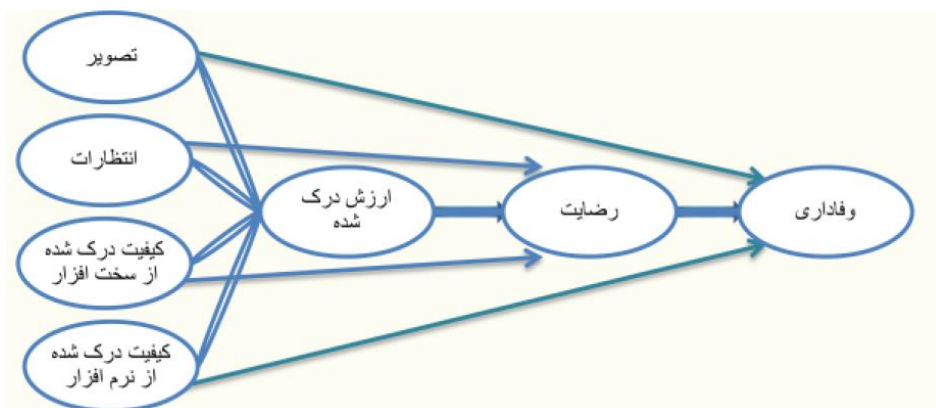 تصویر
انتظارات
ارزش درک
شده
رضایت
وفاداری
کیفیت درک شده
از سخت افزار
کیفیت درک شده
از نرم افزار